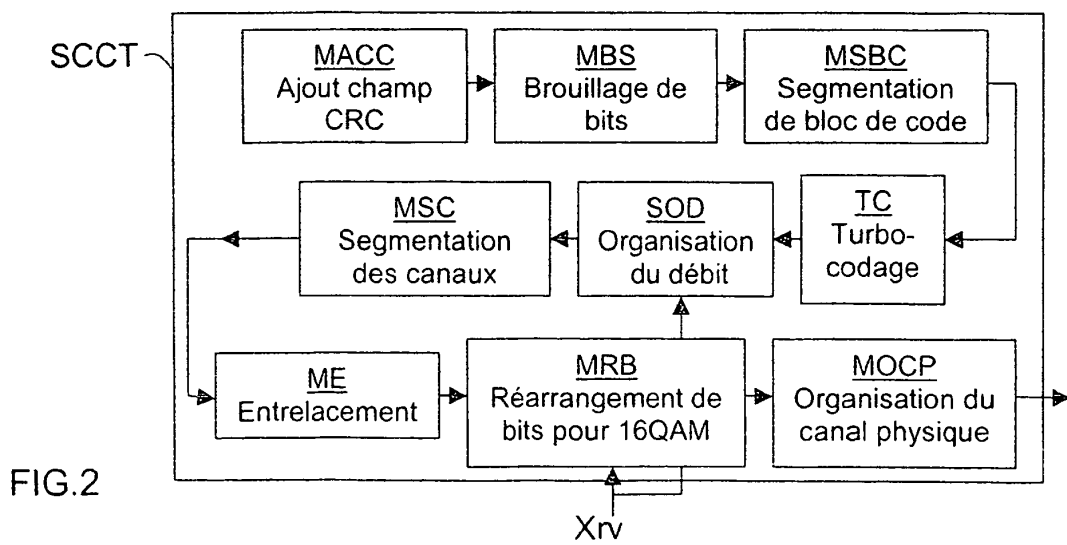 SCCT
MACC
Ajout champ
CRC
MBS
Brouillage de
bits
MSBC
Segmentation
de bloc de code
MSC
Segmentation
des canaux
SOD
Organisation
du débit
TC
Turbo-
codage
ME
Entrelacement
MRB
Réarrangement de
bits pour 16QAM
MOCP
Organisation du
canal physique
FIG.2
Xrv